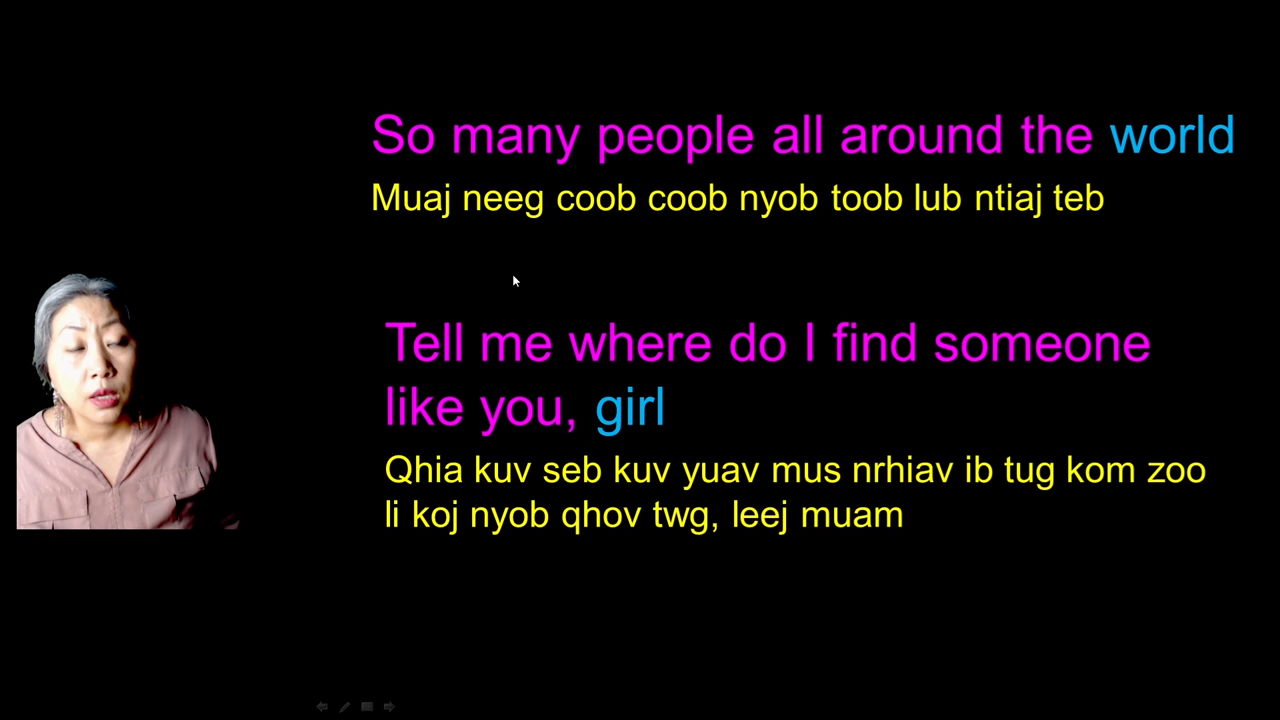 So many people all around the world
Muaj neeg coob coob nyob toob lub ntiaj teb
Tell me where do I find someone
like you, girl
Qhia kuv seb kuv yuav mus nrhiav ib tug kom zoo
li koj nyob qhov twg, leej muam